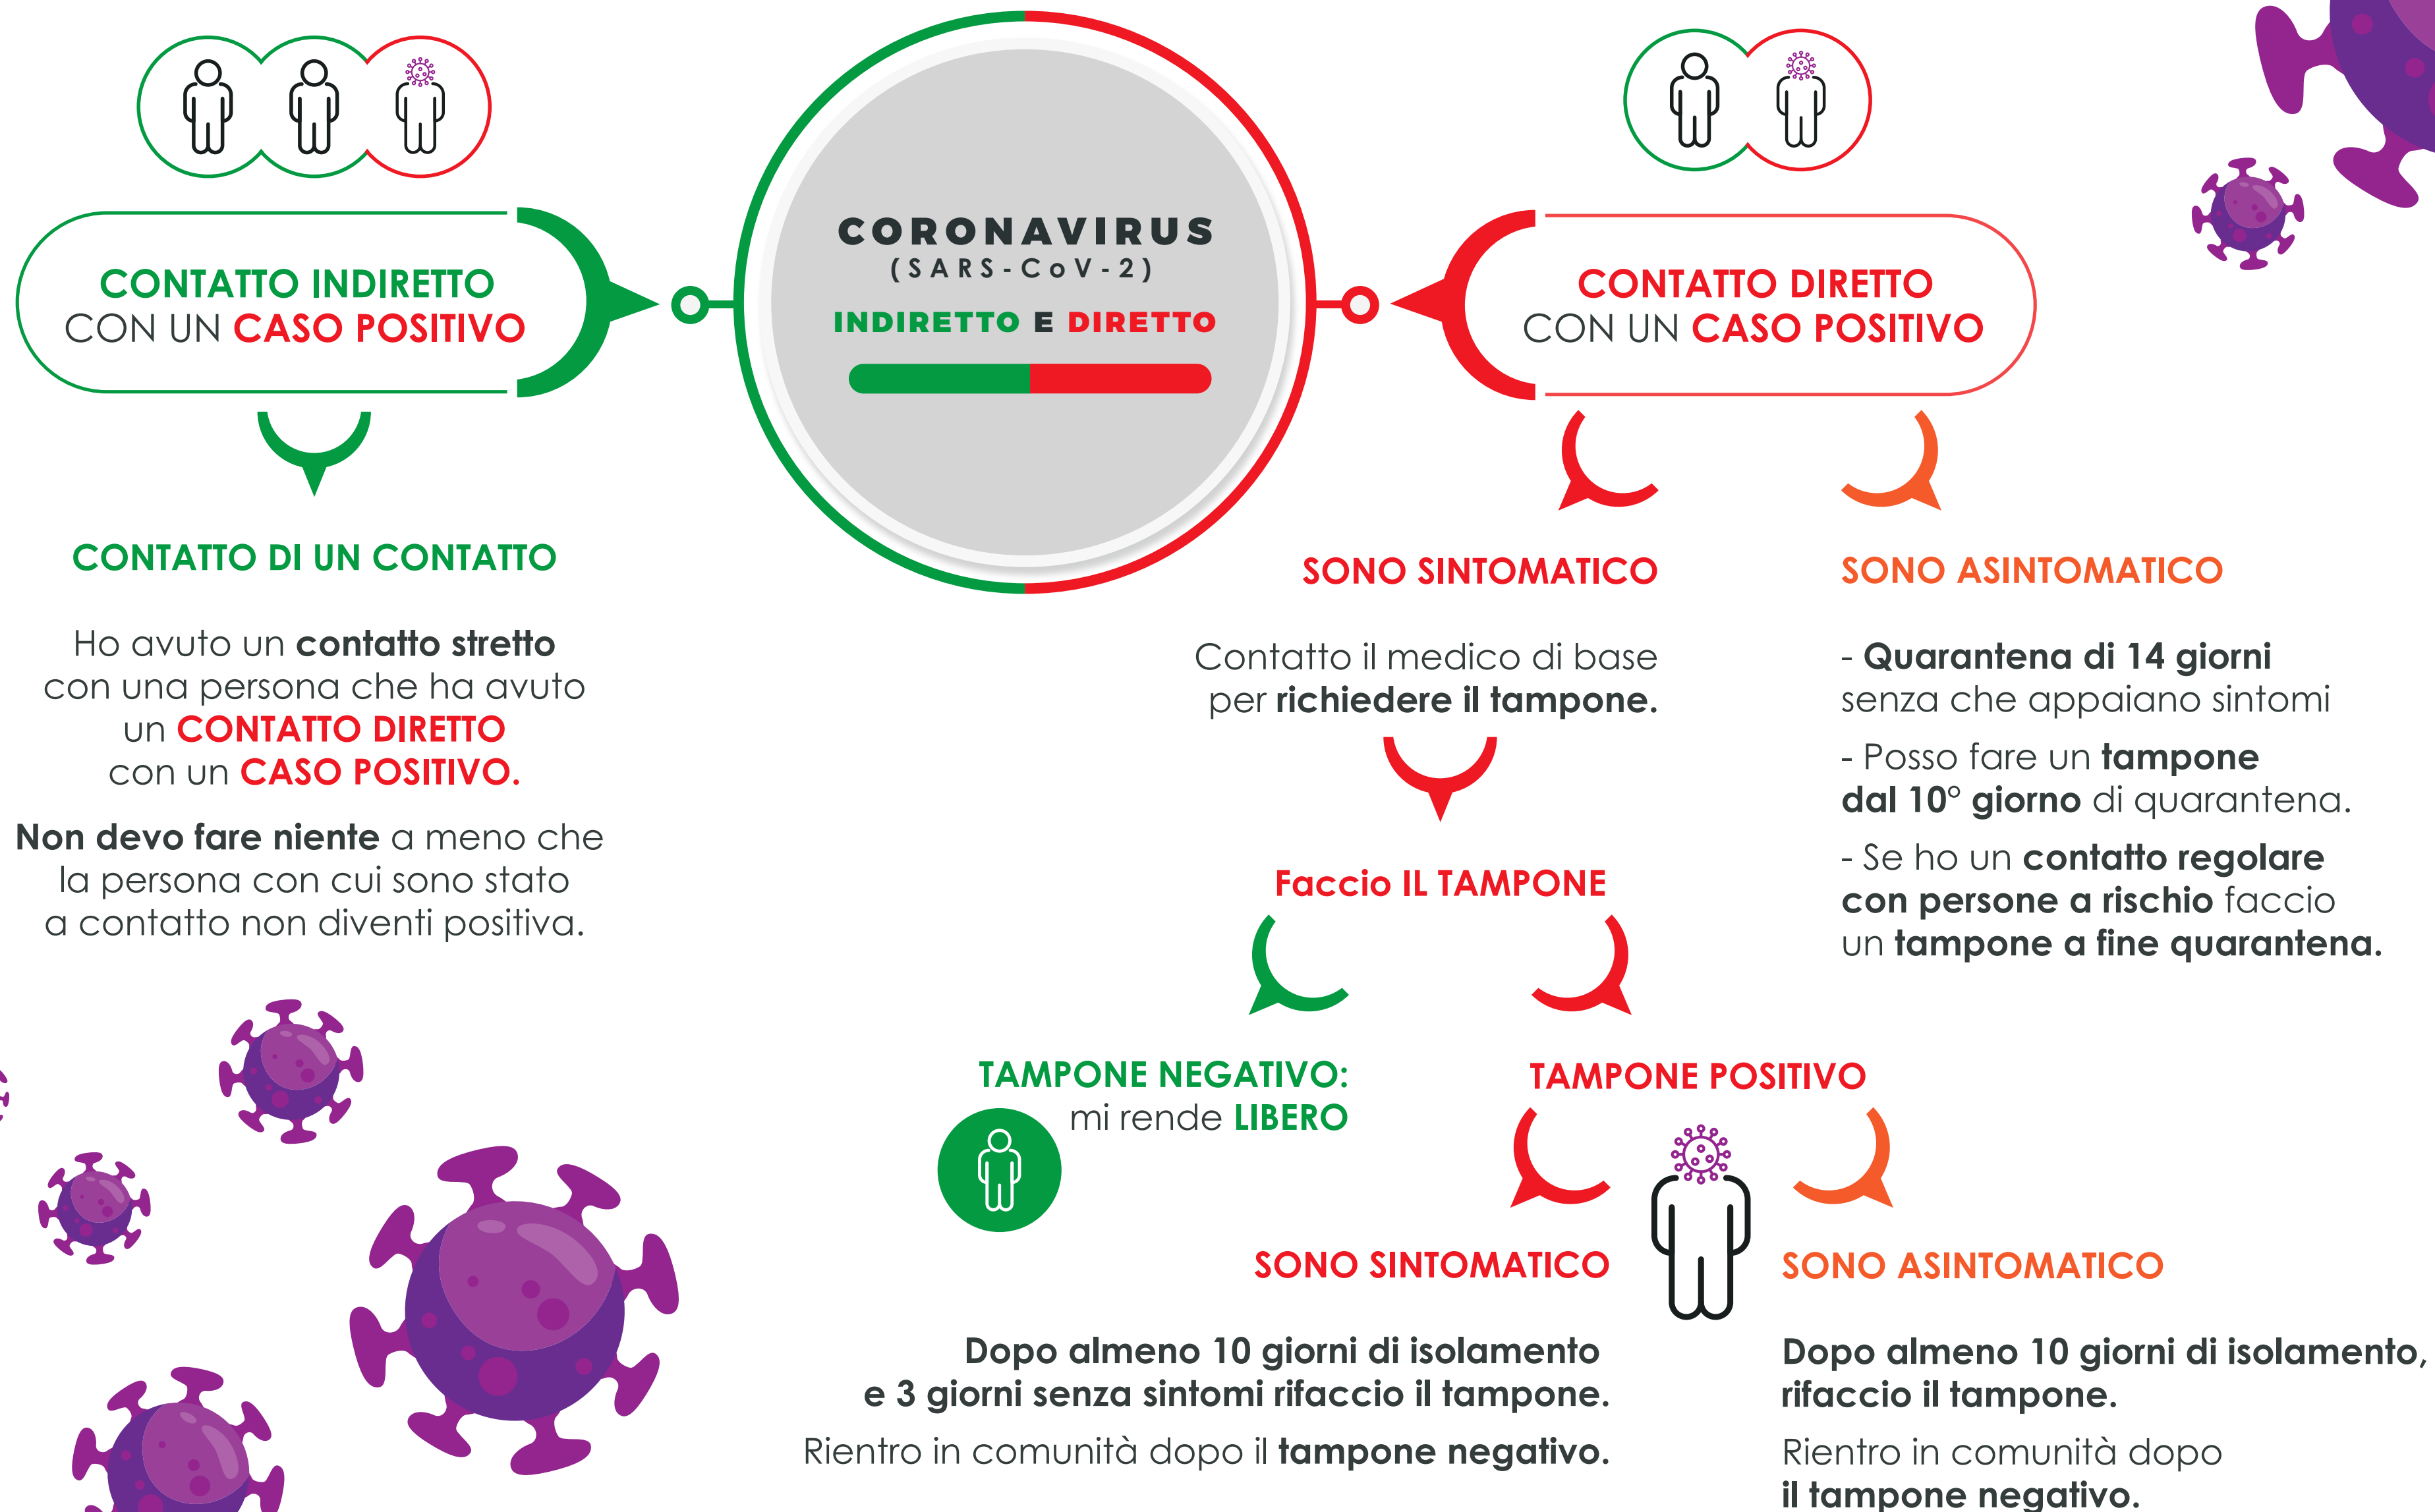 CORONAVIRUS
(SARS-CoV-2)
INDIRETTO E DIRETTO
CONTATTO INDIRETTO
CON UN CASO POSITIVO
CONTATTO DI UN CONTATTO
Ho avuto un contatto stretto
con una persona che ha avuto
un CONTATTO DIRETTO
con un CASO POSITIVO.
Non devo fare niente a meno che
la persona con cui sono stato
a contatto non diventi positiva.
CONTATTO DIRETTO
CON UN CASO POSITIVO
SONO SINTOMATICO
Contatto il medico di base
per richiedere il tampone.
Faccio IL TAMPONE
TAMPONE NEGATIVO:
mi rende LIBERO
TAMPONE POSITIVO
SONO SINTOMATICO
Dopo almeno 10 giorni di isolamento
e 3 giorni senza sintomi rifaccio il tampone.
Rientro in comunità dopo il tampone negativo.
SONO ASINTOMATICO
Dopo almeno 10 giorni di isolamento,
rifaccio il tampone.
Rientro in comunità dopo
il tampone negativo.
SONO ASINTOMATICO
- Quarantena di 14 giorni
senza che appaiano sintomi
- Posso fare un tampone
dal 10° giorno di quarantena.
- Se ho un contatto regolare
con persone a rischio faccio
un tampone a fine quarantena.